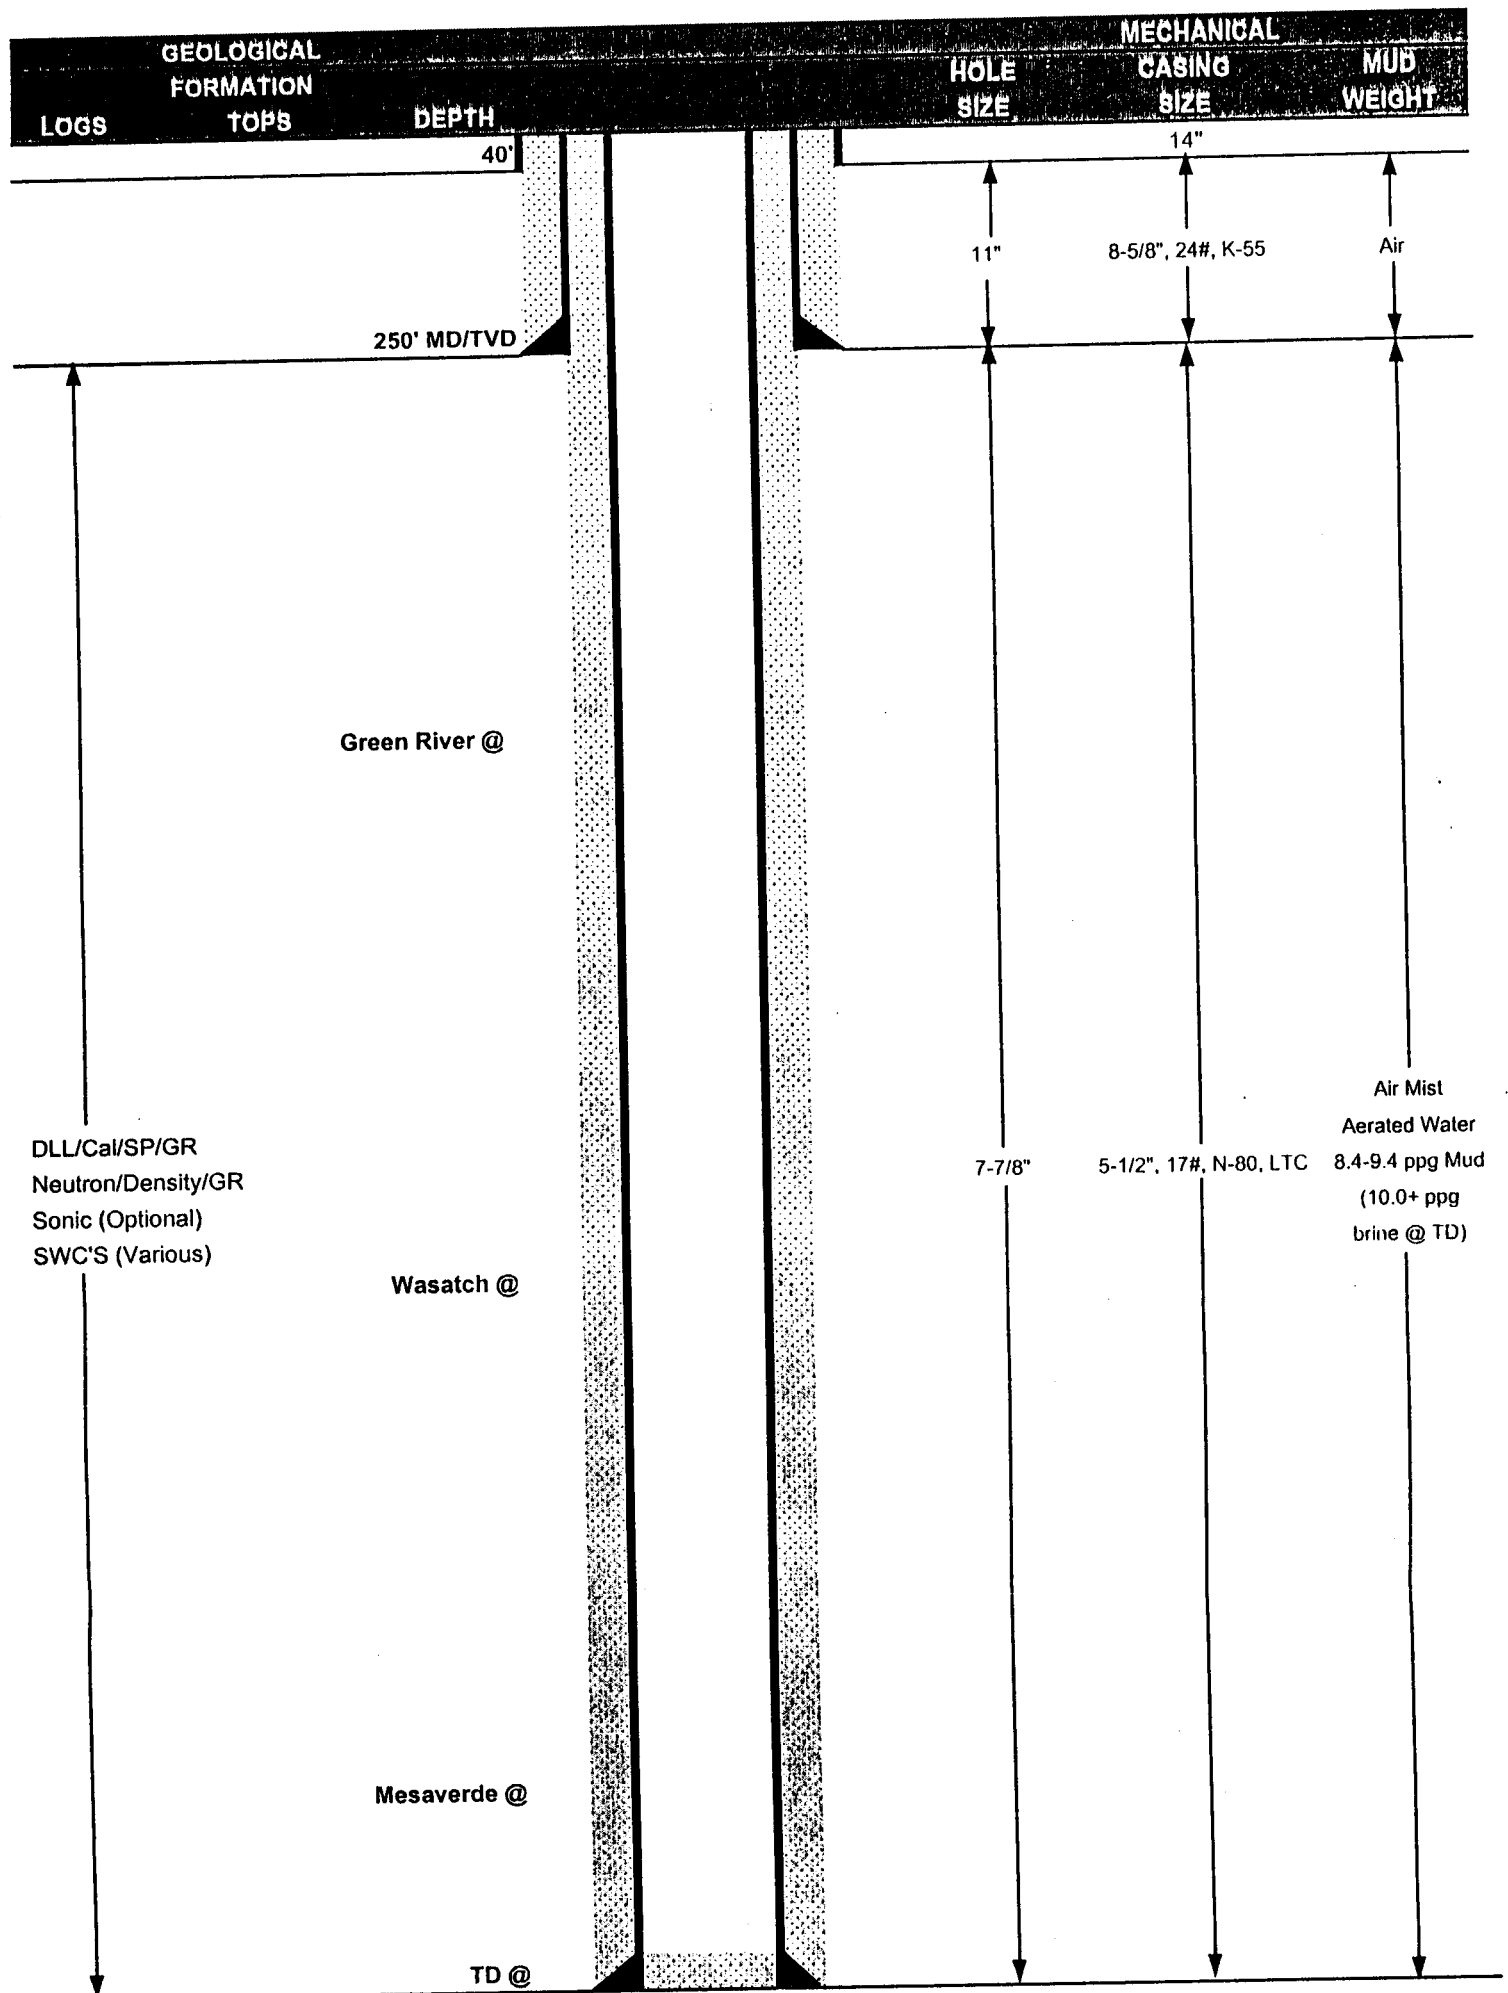 GEOLOGICAL
MECHANICAL
LOGS
FORMATION
TOPS
DEPTH
HOLE
SIZE
CASING
SIZE
MUD
WEIGHT
40'
14"
11"
8-5/8", 24#, K-55
Air
250' MD/TVD
Green River @
DLL/Cal/SP/GR
Neutron/Density/GR
Sonic (Optional)
SWC'S (Various)
7-7/8"
5-1/2", 17#, N-80, LTC
Air Mist
Aerated Water
8.4-9.4 ppg Mud
(10.0+ ppg
brine @ TD)
Wasatch @
Mesaverde @
TD @